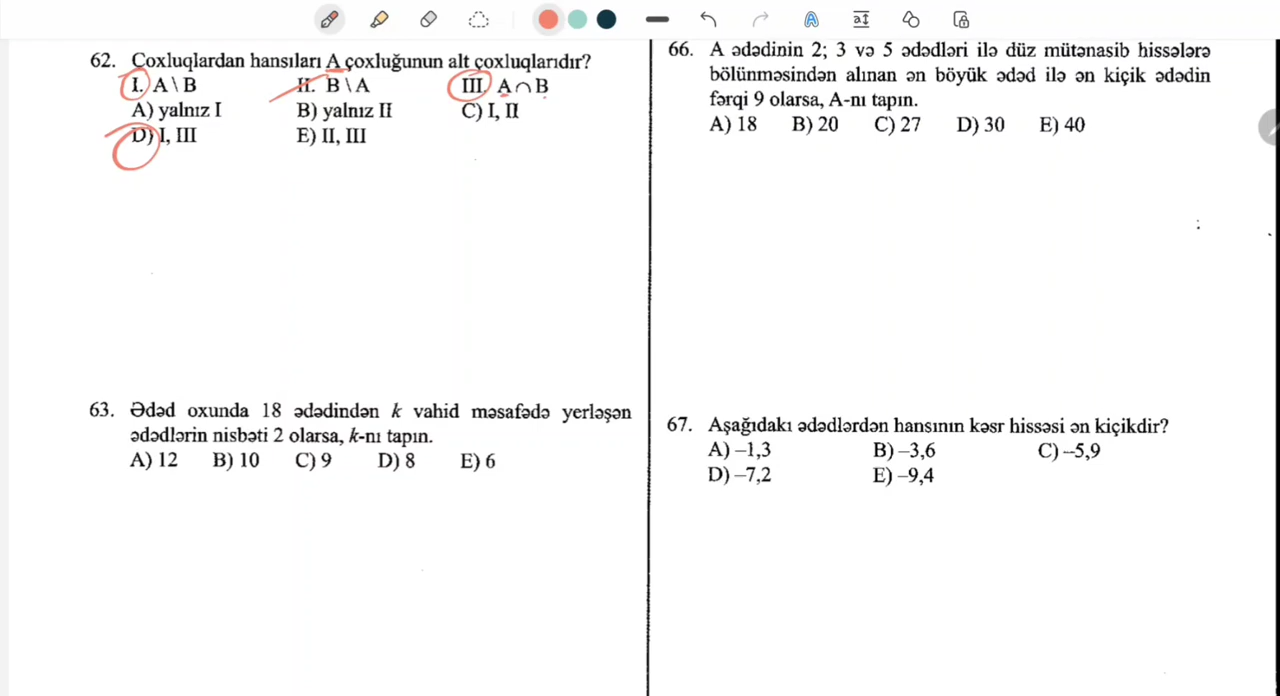 62. Çoxluqlardan hansıları A çoxluğunun alt çoxluqlarıdır?
I. A\B II. B\A III. A∩B
A) yalnız I B) yalnız II C) I, II
D) I, III E) II, III
63. Ədəd oxunda 18 ədədindən k vahid məsafədə yerləşən
ədədlərin nisbəti 2 olarsa, k-nı tapın.
A) 12 B) 10 C) 9 D) 8 E) 6
66. A ədədinin 2; 3 və 5 ədədləri ilə düz mütənasib hissələrə
bölünməsindən alınan ən böyük ədəd ilə ən kiçik ədədin
fərqi 9 olarsa, A-nı tapın.
A) 18 B) 20 C) 27 D) 30 E) 40
67. Aşağıdakı ədədlərdən hansının kəsr hissəsi ən kiçikdir?
A) –1,3 B) –3,6 C) –5,9
D) –7,2 E) –9,4